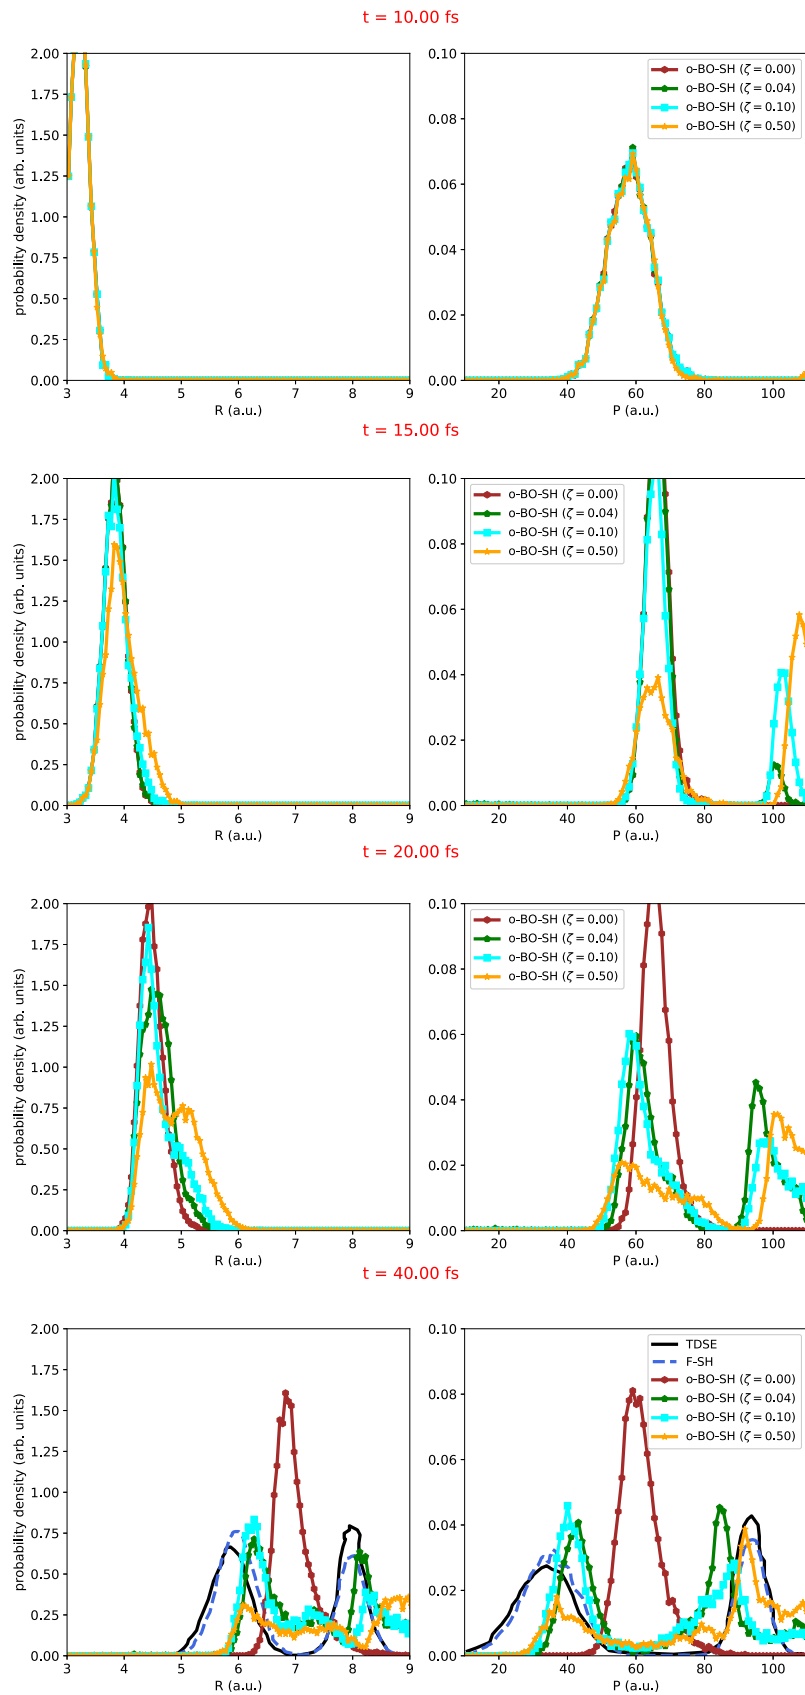 t = 10.00 fs
probability density (arb. units)
2.00
1.75
1.50
1.25
1.00
0.75
0.50
0.25
0.00
3 4 5 6 7 8 9
R (a.u.)
0.10
0.08
0.06
0.04
0.02
0.00
o-BO-SH (ζ = 0.00)
o-BO-SH (ζ = 0.04)
o-BO-SH (ζ = 0.10)
o-BO-SH (ζ = 0.50)
20 40 60 80 100
P (a.u.)
t = 15.00 fs
probability density (arb. units)
2.00
1.75
1.50
1.25
1.00
0.75
0.50
0.25
0.00
3 4 5 6 7 8 9
R (a.u.)
0.10
0.08
0.06
0.04
0.02
0.00
o-BO-SH (ζ = 0.00)
o-BO-SH (ζ = 0.04)
o-BO-SH (ζ = 0.10)
o-BO-SH (ζ = 0.50)
20 40 60 80 100
P (a.u.)
t = 20.00 fs
probability density (arb. units)
2.00
1.75
1.50
1.25
1.00
0.75
0.50
0.25
0.00
3 4 5 6 7 8 9
R (a.u.)
0.10
0.08
0.06
0.04
0.02
0.00
o-BO-SH (ζ = 0.00)
o-BO-SH (ζ = 0.04)
o-BO-SH (ζ = 0.10)
o-BO-SH (ζ = 0.50)
20 40 60 80 100
P (a.u.)
t = 40.00 fs
probability density (arb. units)
2.00
1.75
1.50
1.25
1.00
0.75
0.50
0.25
0.00
3 4 5 6 7 8 9
R (a.u.)
0.10
0.08
0.06
0.04
0.02
0.00
TDSE
F-SH
o-BO-SH (ζ = 0.00)
o-BO-SH (ζ = 0.04)
o-BO-SH (ζ = 0.10)
o-BO-SH (ζ = 0.50)
20 40 60 80 100
P (a.u.)